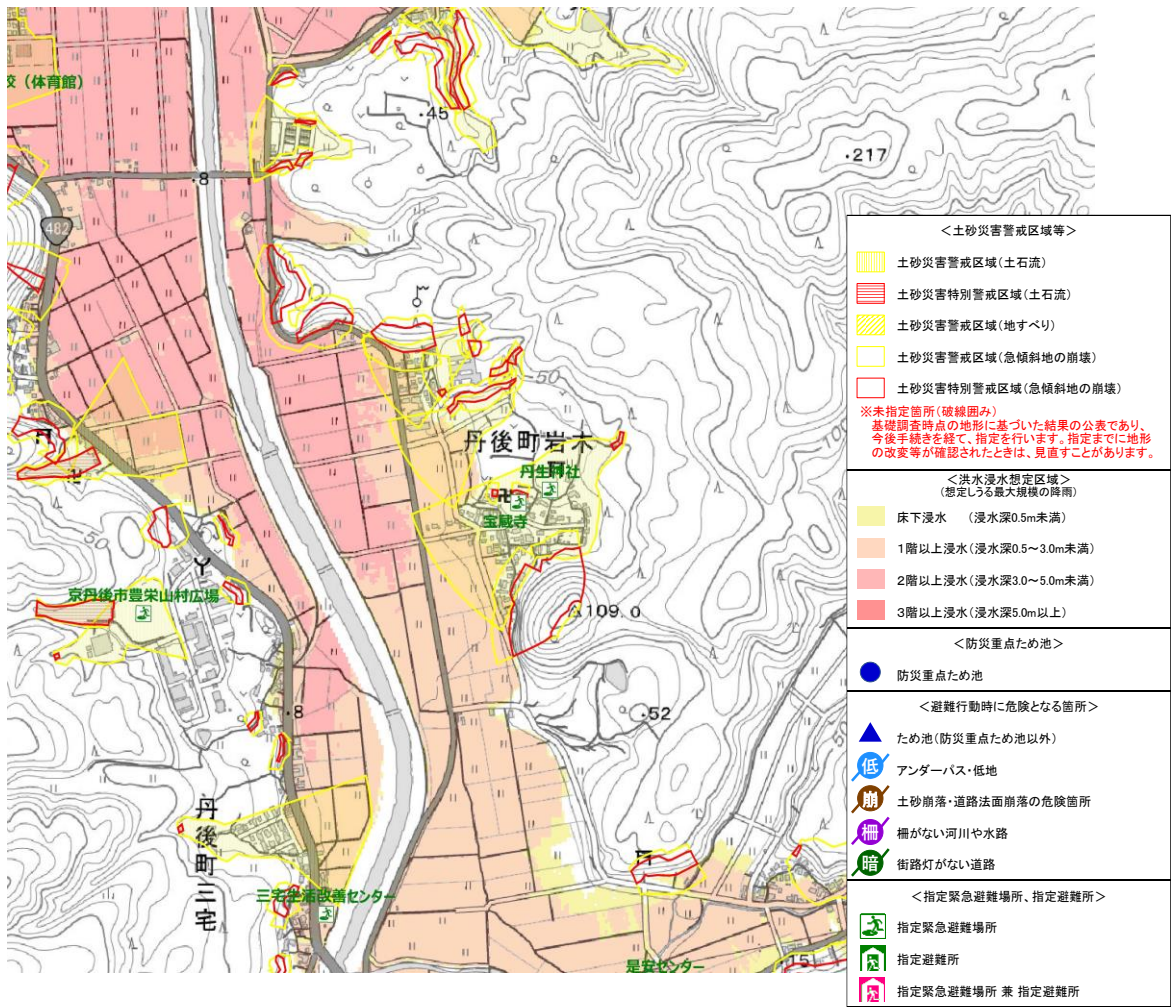 校（体育館）
・45
・217
・8
482
50
丹後町岩木
丹生神社
宝蔵寺
50
京丹後市豊栄山村広場
△109.0
・52
・8
丹後町三宅
三宅生活改善センター
是安センター
15
＜土砂災害警戒区域等＞
土砂災害警戒区域（土石流）
土砂災害特別警戒区域（土石流）
土砂災害警戒区域（地すべり）
土砂災害警戒区域（急傾斜地の崩壊）
土砂災害特別警戒区域（急傾斜地の崩壊）
※未指定箇所（破線囲み）
基礎調査時点の地形に基づいた結果の公表であり、
今後手続きを経て、指定を行います。指定までに地形
の改変等が確認されたときは、見直すことがあります。
＜洪水浸水想定区域＞
（想定しうる最大規模の降雨）
床下浸水　（浸水深0.5m未満）
1階以上浸水（浸水深0.5～3.0m未満）
2階以上浸水（浸水深3.0～5.0m未満）
3階以上浸水（浸水深5.0m以上）
＜防災重点ため池＞
防災重点ため池
＜避難行動時に危険となる箇所＞
ため池（防災重点ため池以外）
低 アンダーパス・低地
崩 土砂崩落・道路法面崩落の危険箇所
柵 柵がない河川や水路
暗 街路灯がない道路
＜指定緊急避難場所、指定避難所＞
指定緊急避難場所
指定避難所
指定緊急避難場所 兼 指定避難所